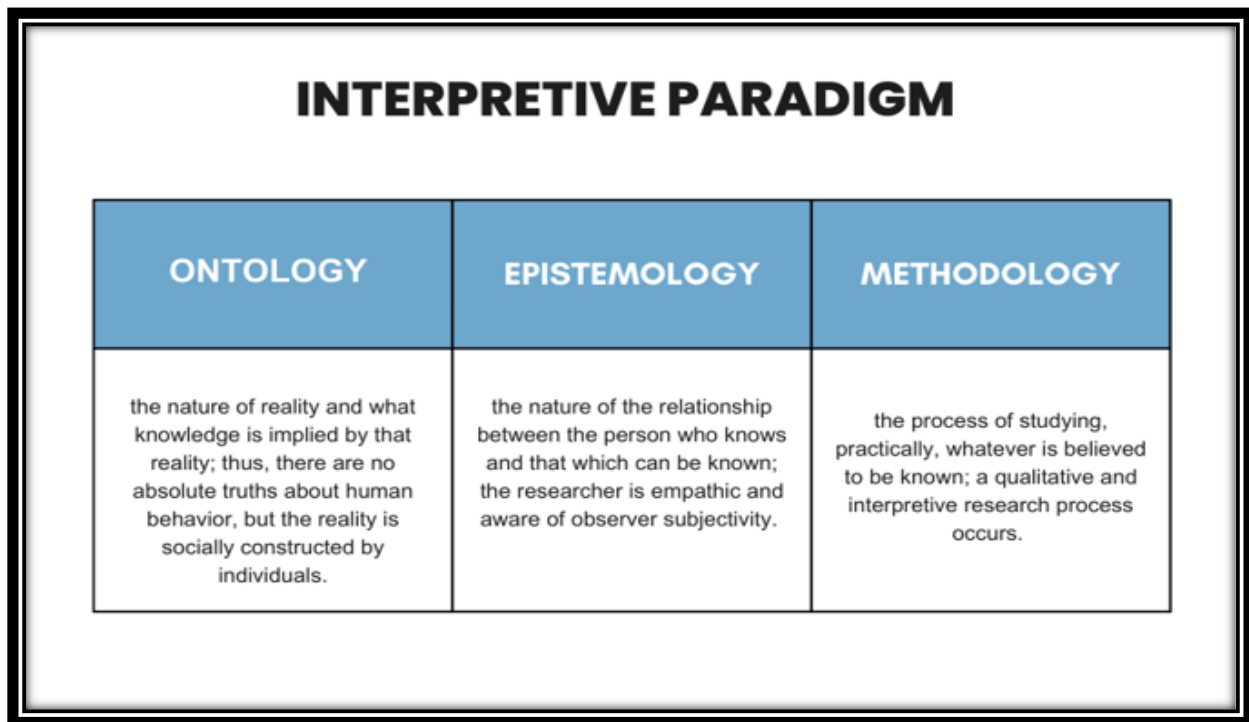 INTERPRETIVE PARADIGM
ONTOLOGY
EPISTEMOLOGY
METHODOLOGY
the nature of reality and what
knowledge is implied by that
reality; thus, there are no
absolute truths about human
behavior, but the reality is
socially constructed by
individuals.
the nature of the relationship
between the person who knows
and that which can be known;
the researcher is empathic and
aware of observer subjectivity.
the process of studying,
practically, whatever is believed
to be known; a qualitative and
interpretive research process
occurs.